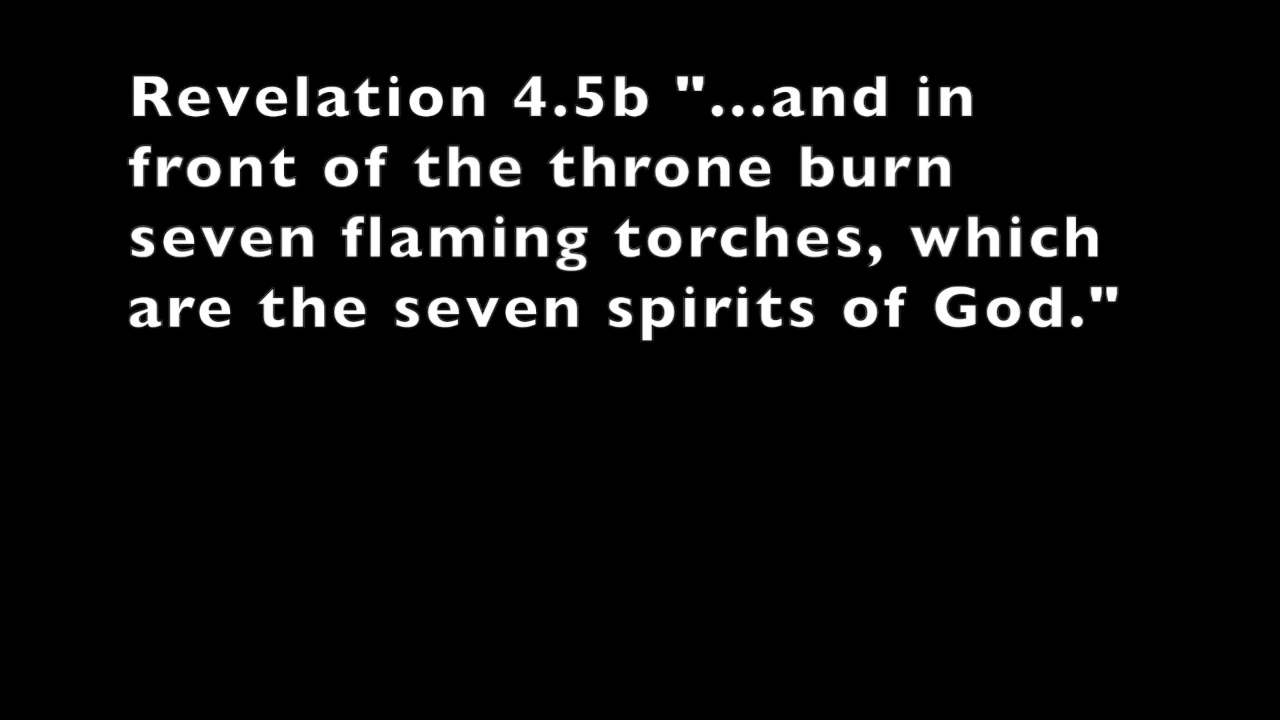 Revelation 4.5b "...and in
front of the throne burn
seven flaming torches, which
are the seven spirits of God."